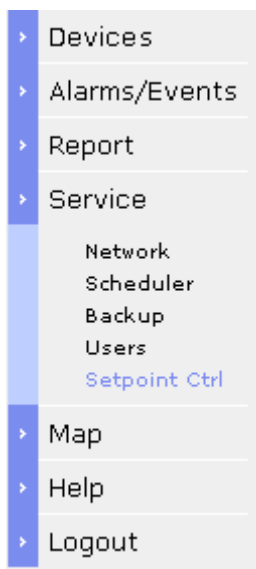 Devices
Alarms/Events
Report
Service
Network
Scheduler
Backup
Users
Setpoint Ctrl
Map
Help
Logout